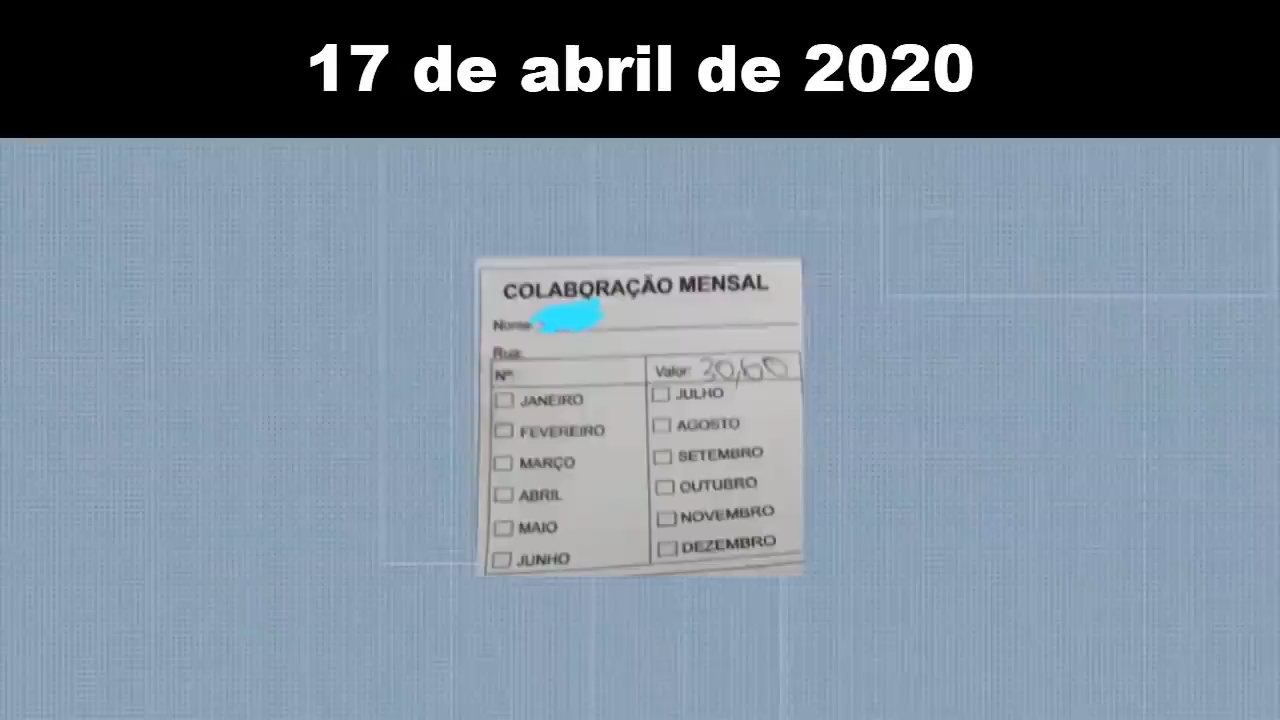 17 de abril de 2020
COLABORAÇÃO MENSAL
Nome
Rua:
Nº
Valor: 30,60
JANEIRO
JULHO
FEVEREIRO
AGOSTO
MARÇO
SETEMBRO
ABRIL
OUTUBRO
MAIO
NOVEMBRO
JUNHO
DEZEMBRO